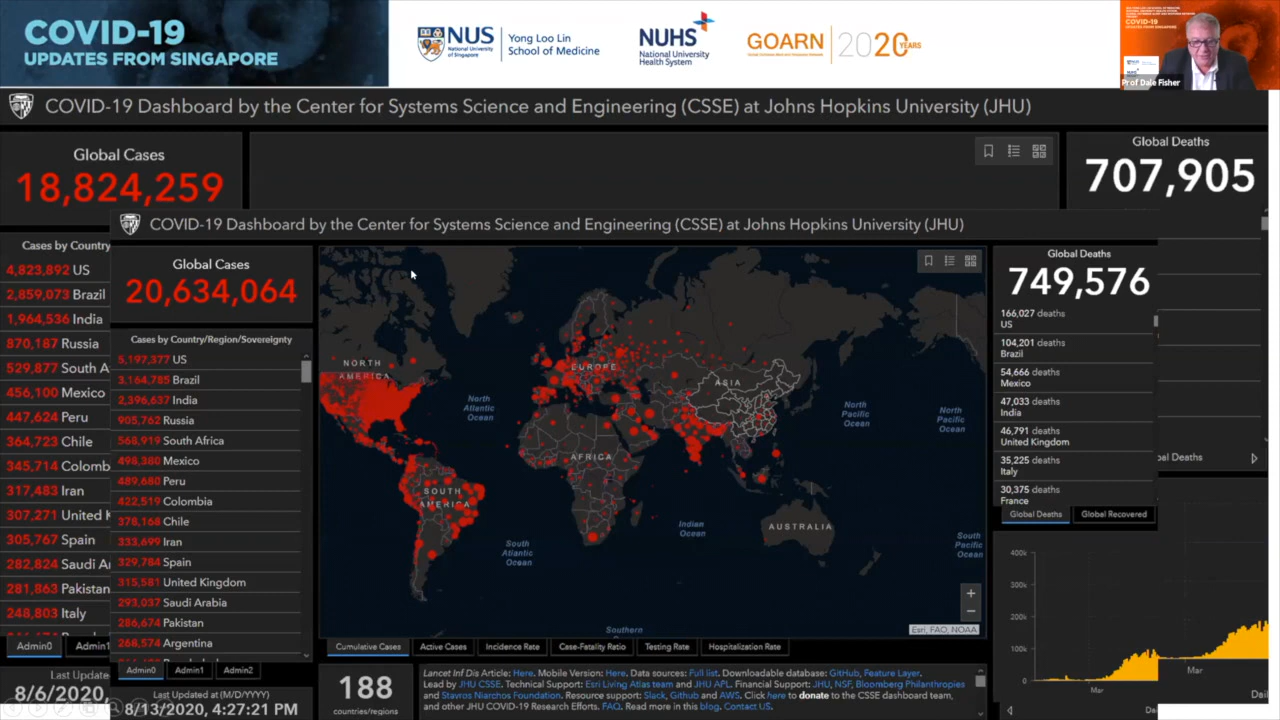 COVID-19
UPDATES FROM SINGAPORE
NUS
National University
of Singapore
Yong Loo Lin
School of Medicine
NUHS
National University
Health System
GOARN
2020 YEARS
COVID-19
Prof Dale Fisher
COVID-19 Dashboard by the Center for Systems Science and Engineering (CSSE) at Johns Hopkins University (JHU)
Global Cases
18,824,259
Global Deaths
707,905
Cases by Country
4,823,892 US
2,859,073 Brazil
1,964,536 India
870,187 Russia
529,877 South A
456,100 Mexico
447,624 Peru
364,723 Chile
345,714 Colomb
317,483 Iran
307,271 United K
305,767 Spain
282,824 Saudi A
281,863 Pakistan
248,803 Italy
Admin0
Admin1
Last Update
8/6/2020
COVID-19 Dashboard by the Center for Systems Science and Engineering (CSSE) at Johns Hopkins University (JHU)
Global Cases
20,634,064
Cases by Country/Region/Sovereignty
5,197,377 US
3,164,785 Brazil
2,396,637 India
905,762 Russia
568,919 South Africa
498,380 Mexico
489,680 Peru
422,519 Colombia
378,168 Chile
333,699 Iran
329,784 Spain
315,581 United Kingdom
293,037 Saudi Arabia
286,674 Pakistan
268,574 Argentina
Admin0
Admin1
Admin2
Last Updated at (M/D/YYYY)
8/13/2020, 4:27:21 PM
NORTH
AMERICA
EUROPE
ASIA
AFRICA
SOUTH
AMERICA
AUSTRALIA
North
Atlantic
Ocean
North
Pacific
Ocean
North
Pacific
Ocean
South
Atlantic
Ocean
Indian
Ocean
South
Pacific
Ocean
Southern
+
−
Esri, FAO, NOAA
Cumulative Cases
Active Cases
Incidence Rate
Case-Fatality Ratio
Testing Rate
Hospitalization Rate
188
countries/regions
Lancet Inf Dis Article: Here. Mobile Version: Here. Data sources: Full list. Downloadable database: GitHub, Feature Layer.
Lead by JHU CSSE. Technical Support: Esri Living Atlas team and JHU APL. Financial Support: JHU, NSF, Bloomberg Philanthropies
and Stavros Niarchos Foundation. Resource support: Slack, Github and AWS. Click here to donate to the CSSE dashboard team,
and other JHU COVID-19 Research Efforts. FAQ. Read more in this blog. Contact US.
Global Deaths
749,576
166,027 deaths
US
104,201 deaths
Brazil
54,666 deaths
Mexico
47,033 deaths
India
46,791 deaths
United Kingdom
35,225 deaths
Italy
30,375 deaths
France
Global Deaths
Global Recovered
bal Deaths
400k
300k
200k
100k
0
Mar
Mar
Da
Dail